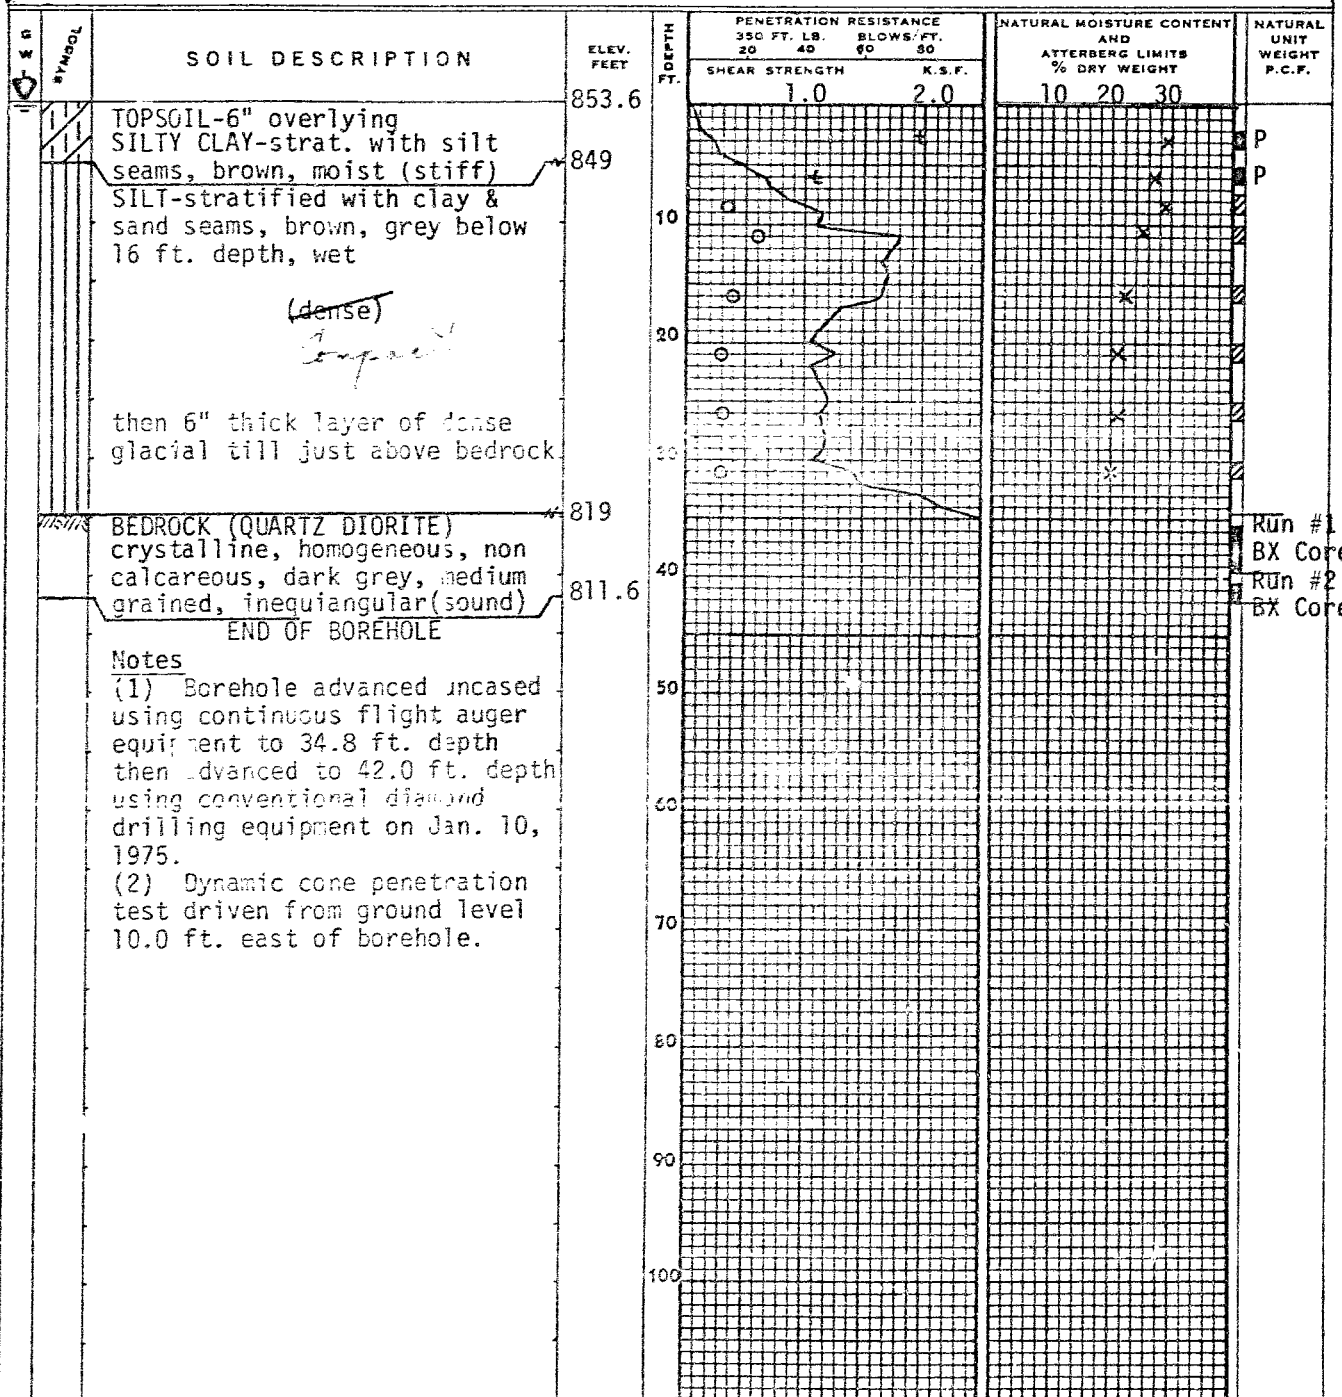 G W L
SYMBOL
SOIL DESCRIPTION
ELEV. FEET
DEPTH FT.
PENETRATION RESISTANCE
350 FT. LB. BLOWS/FT.
20 40 60 80
SHEAR STRENGTH K.S.F.
1.0 2.0
NATURAL MOISTURE CONTENT
AND
ATTERBERG LIMITS
% DRY WEIGHT
10 20 30
NATURAL
UNIT
WEIGHT
P.C.F.
853.6
TOPSOIL-6" overlying
SILTY CLAY-strat. with silt
seams, brown, moist (stiff)
849
SILT-stratified with clay &
sand seams, brown, grey below
16 ft. depth, wet
(dense)
Compact
then 6" thick layer of dense
glacial till just above bedrock
819
BEDROCK (QUARTZ DIORITE)
crystalline, homogeneous, non
calcareous, dark grey, medium
grained, inequiangular(sound)
811.6
END OF BOREHOLE
Notes
(1) Borehole advanced uncased
using continuous flight auger
equipment to 34.8 ft. depth
then advanced to 42.0 ft. depth
using conventional diamond
drilling equipment on Jan. 10,
1975.
(2) Dynamic cone penetration
test driven from ground level
10.0 ft. east of borehole.
10
20
30
40
50
60
70
80
90
100
P
P
Run #1
BX Core
Run #2
BX Core